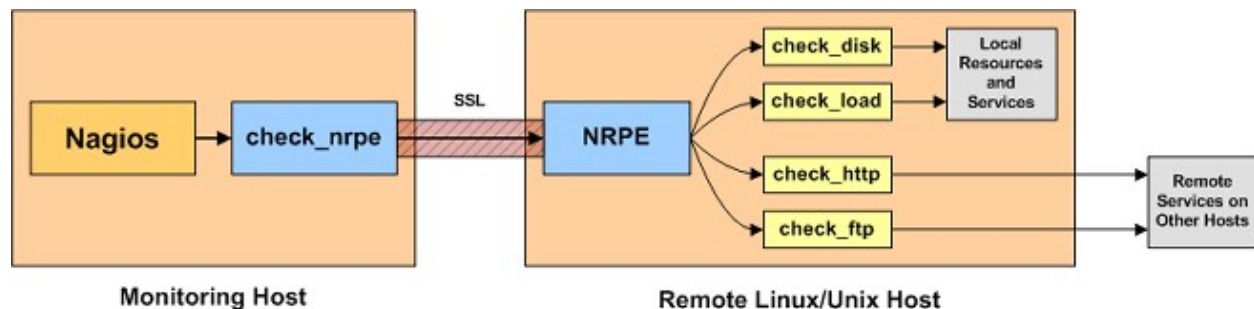 check_disk
Local
Resources
and
Services
check_load
SSL
Nagios
check_nrpe
NRPE
check_http
Remote
Services on
Other Hosts
check_ftp
Monitoring Host
Remote Linux/Unix Host